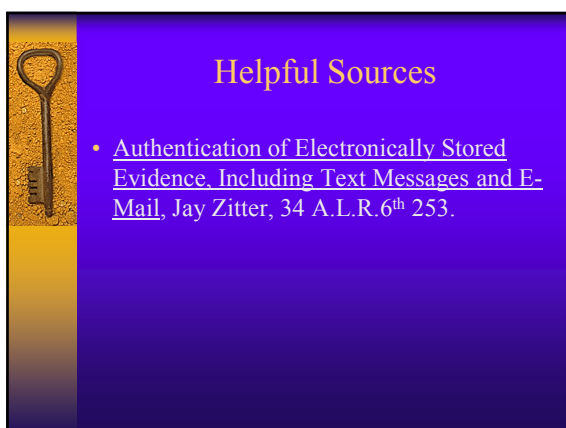 Helpful Sources
• Authentication of Electronically Stored
Evidence, Including Text Messages and E-
Mail, Jay Zitter, 34 A.L.R.6th 253.